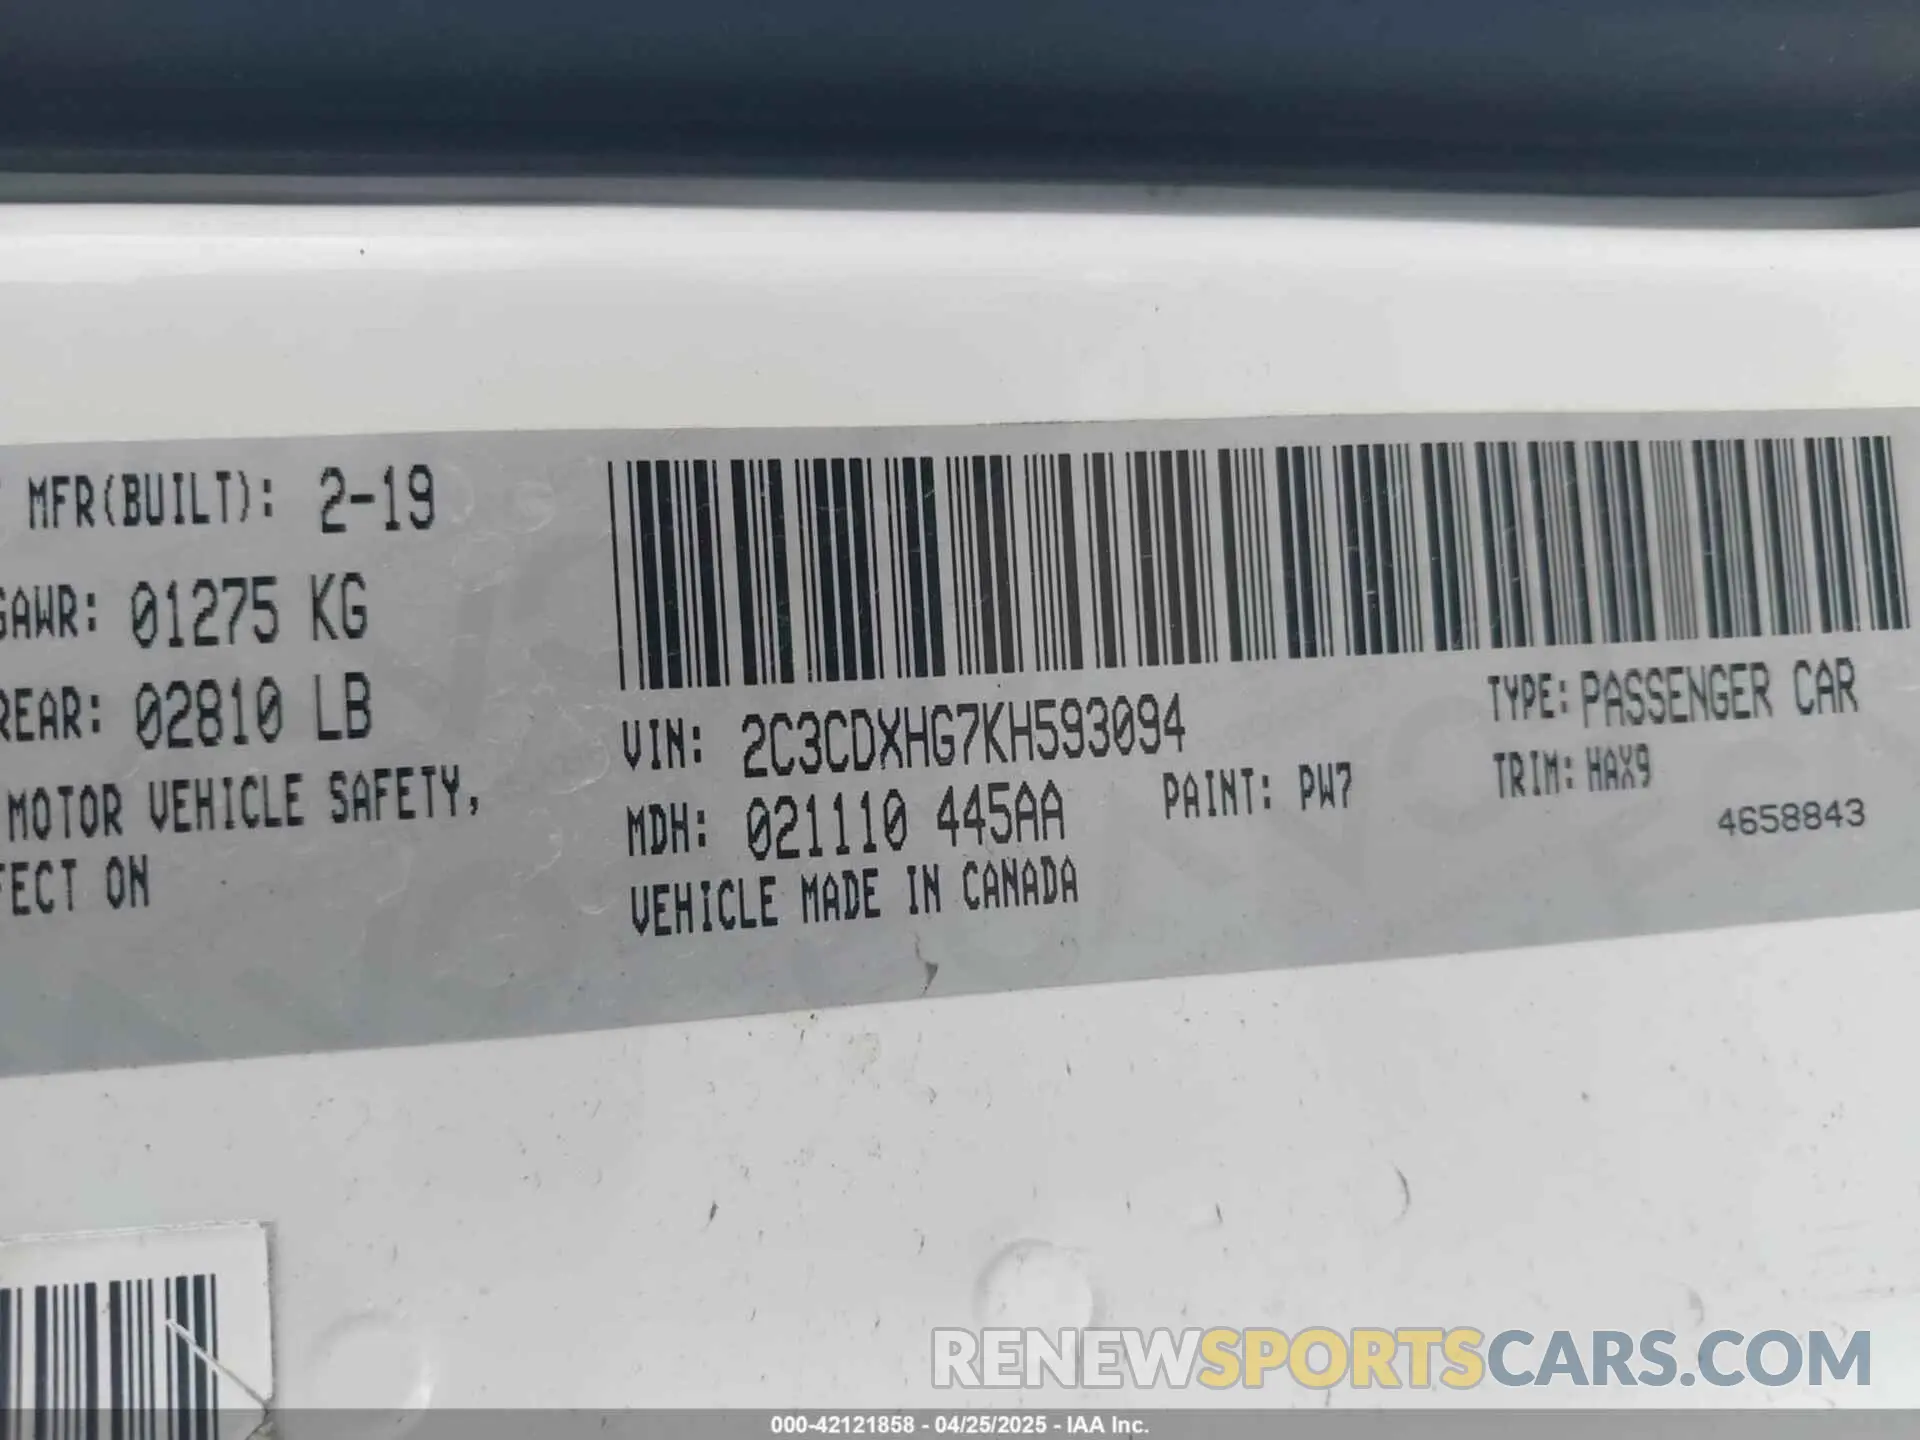 MFR(BUILT): 2-19
GAWR: 01275 KG
REAR: 02810 LB
MOTOR VEHICLE SAFETY,
FECT ON
VIN: 2C3CDXHG7KH593094
MDH: 021110 445AA
PAINT: PW7
VEHICLE MADE IN CANADA
TYPE: PASSENGER CAR
TRIM: HAX9
4658843
RENEWSPORTSCARS.COM
000-42121858 - 04/25/2025 - IAA Inc.